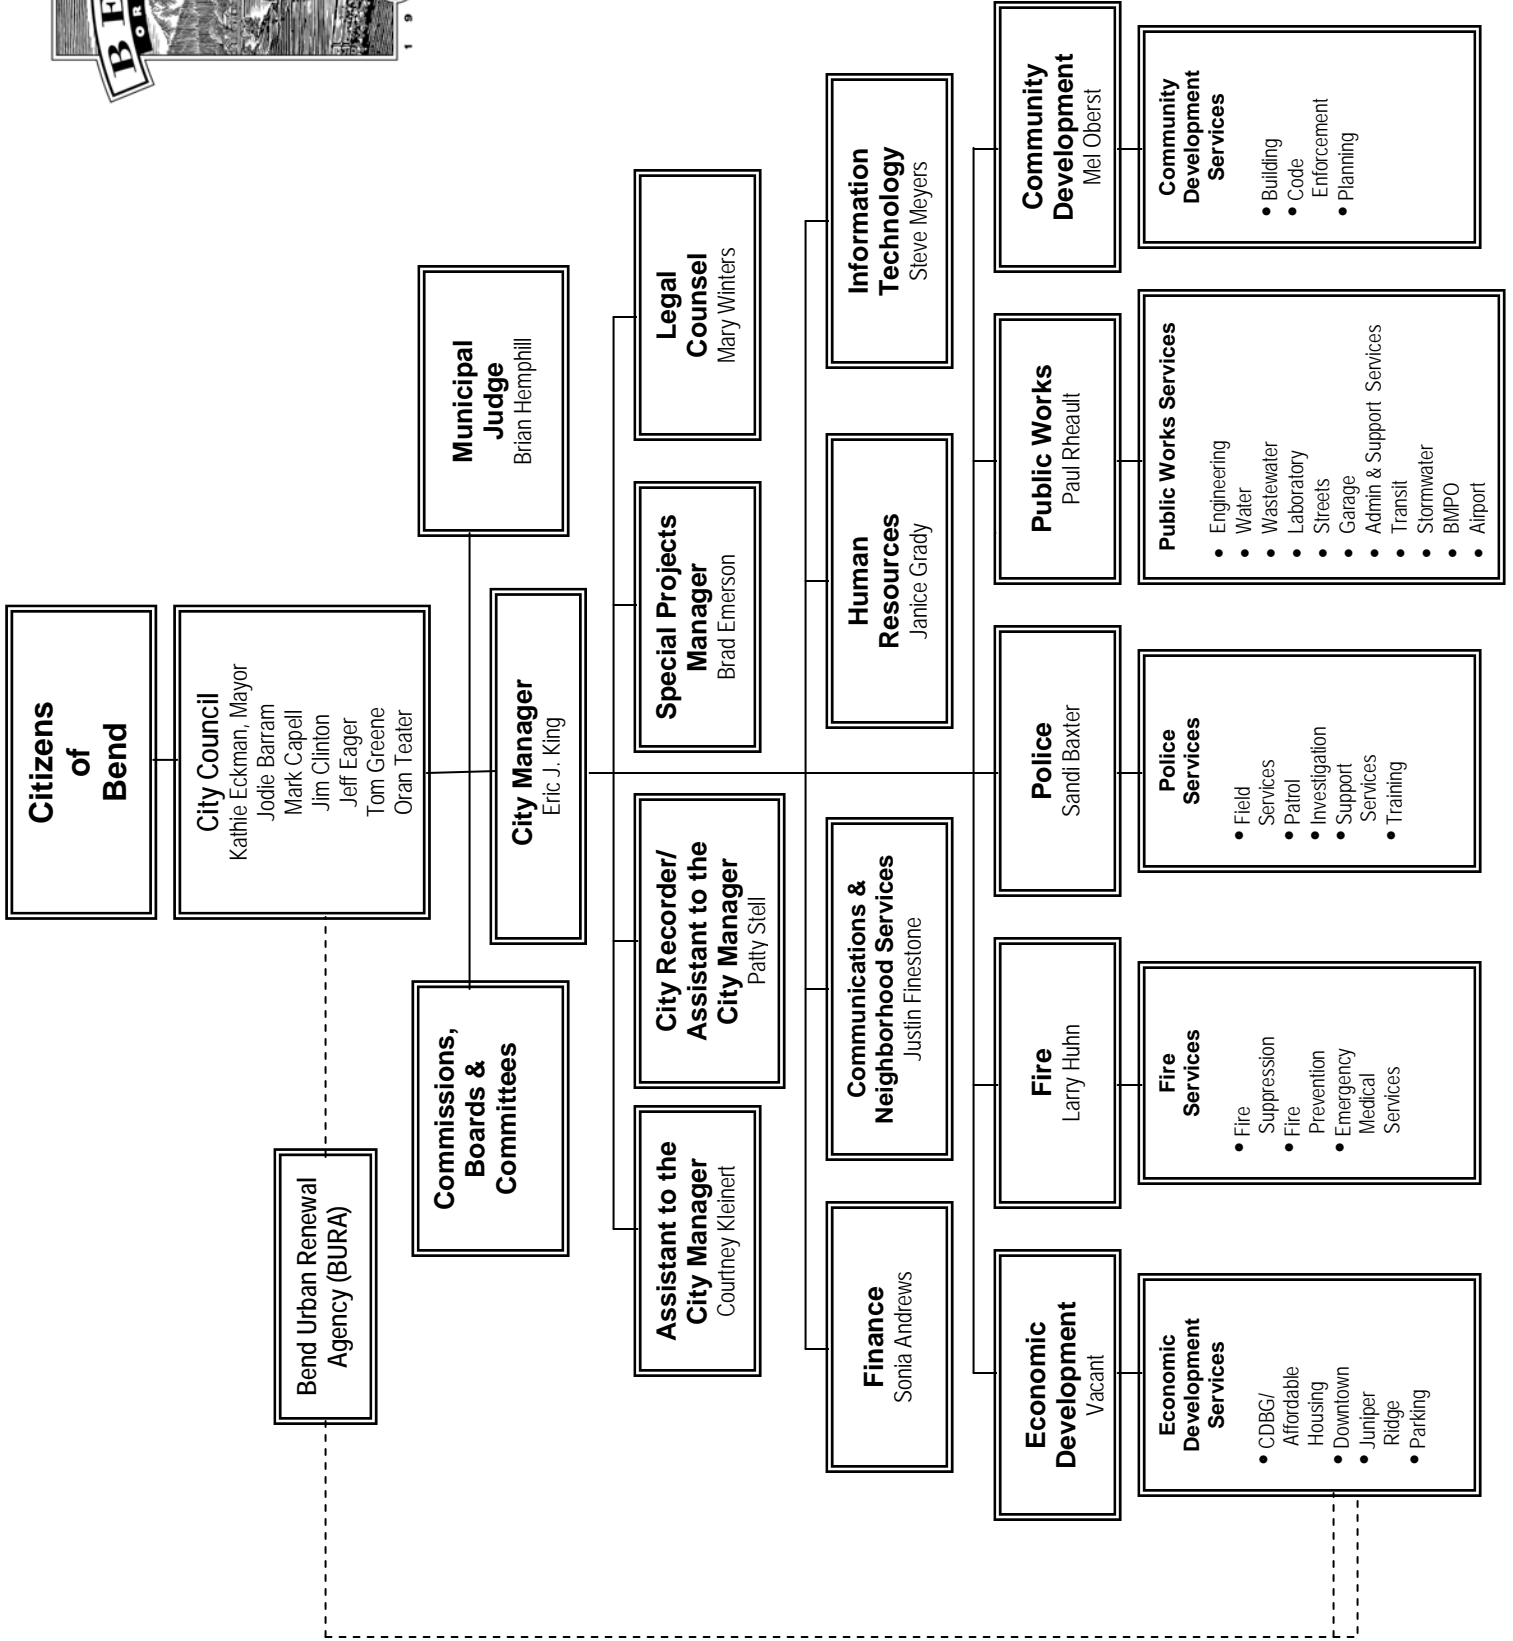 B E
O R
1 9
Citizens
of
Bend
City Council
Kathie Eckman, Mayor
Jodie Barram
Mark Capell
Jim Clinton
Jeff Eager
Tom Greene
Oran Teater
Bend Urban Renewal
Agency (BURA)
Commissions,
Boards &
Committees
Municipal
Judge
Brian Hemphill
City Manager
Eric J. King
Assistant to the
City Manager
Courtney Kleinert
City Recorder/
Assistant to the
City Manager
Patty Stell
Special Projects
Manager
Brad Emerson
Legal
Counsel
Mary Winters
Finance
Sonia Andrews
Communications &
Neighborhood Services
Justin Finestone
Human
Resources
Janice Grady
Information
Technology
Steve Meyers
Economic
Development
Vacant
Fire
Larry Huhn
Police
Sandi Baxter
Public Works
Paul Rheault
Community
Development
Mel Oberst
Economic
Development
Services
• CDBG/
Affordable
Housing
• Downtown
• Juniper
Ridge
• Parking
Fire
Services
• Fire
Suppression
• Fire
Prevention
• Emergency
Medical
Services
Police
Services
• Field
Services
• Patrol
• Investigation
• Support
Services
• Training
Public Works Services
• Engineering
• Water
• Wastewater
• Laboratory
• Streets
• Garage
• Admin & Support Services
• Transit
• Stormwater
• BMPO
• Airport
Community
Development
Services
• Building
• Code
Enforcement
• Planning